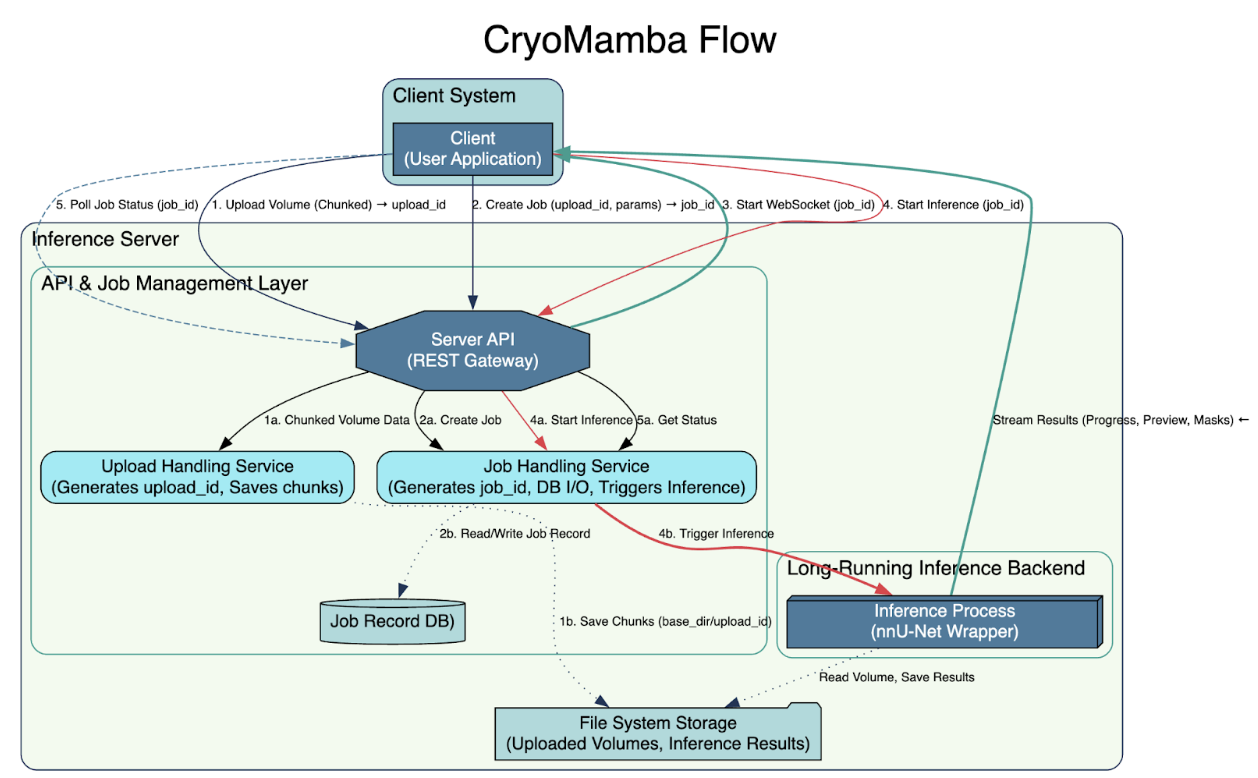 CryoMamba Flow
Client System
Client
(User Application)
5. Poll Job Status (job_id)
1. Upload Volume (Chunked) → upload_id
2. Create Job (upload_id, params) → job_id
3. Start WebSocket (job_id)
4. Start Inference (job_id)
Inference Server
API & Job Management Layer
Server API
(REST Gateway)
1a. Chunked Volume Data
2a. Create Job
4a. Start Inference
5a. Get Status
Stream Results (Progress, Preview, Masks) ←
Upload Handling Service
(Generates upload_id, Saves chunks)
Job Handling Service
(Generates job_id, DB I/O, Triggers Inference)
2b. Read/Write Job Record
4b. Trigger Inference
Long-Running Inference Backend
Inference Process
(nnU-Net Wrapper)
Job Record DB)
1b. Save Chunks (base_dir/upload_id)
Read Volume, Save Results
File System Storage
(Uploaded Volumes, Inference Results)